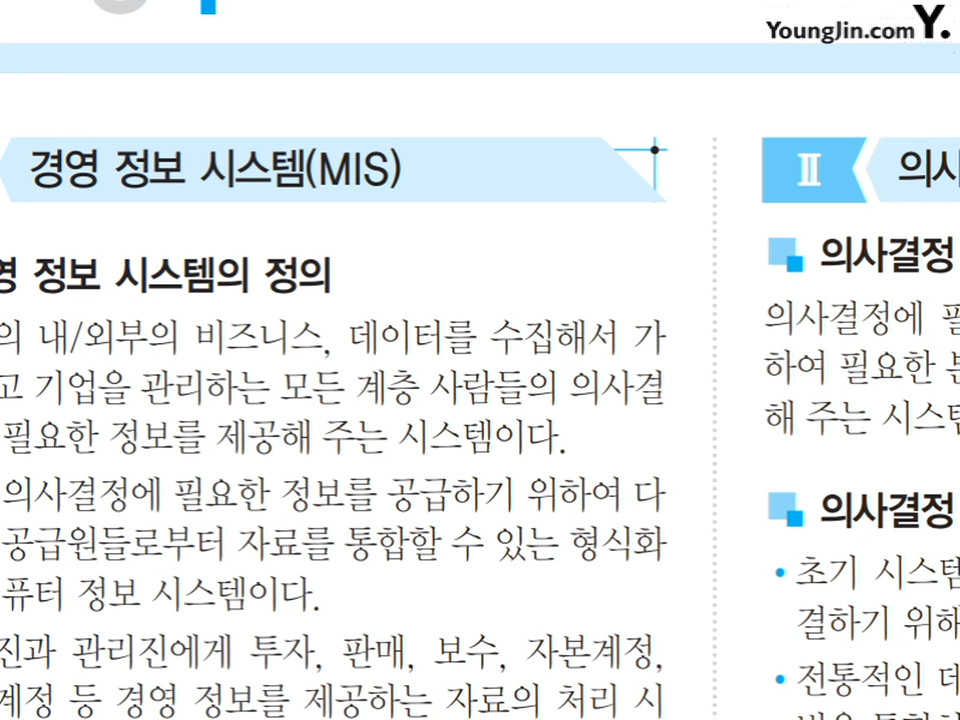 YoungJin.com Y.
경영 정보 시스템(MIS)
정보 시스템의 정의
내/외부의 비즈니스, 데이터를 수집해서 가
고 기업을 관리하는 모든 계층 사람들의 의사결
필요한 정보를 제공해 주는 시스템이다.
의사결정에 필요한 정보를 공급하기 위하여 다
공급원들로부터 자료를 통합할 수 있는 형식화
퓨터 정보 시스템이다.
진과 관리진에게 투자, 판매, 보수, 자본계정,
계정 등 경영 정보를 제공하는 자료의 처리 시
Ⅱ 의사
의사결정
의사결정에 필
하여 필요한
해 주는 시스템
의사결정
• 초기 시스템
결하기 위해
• 전통적인 데